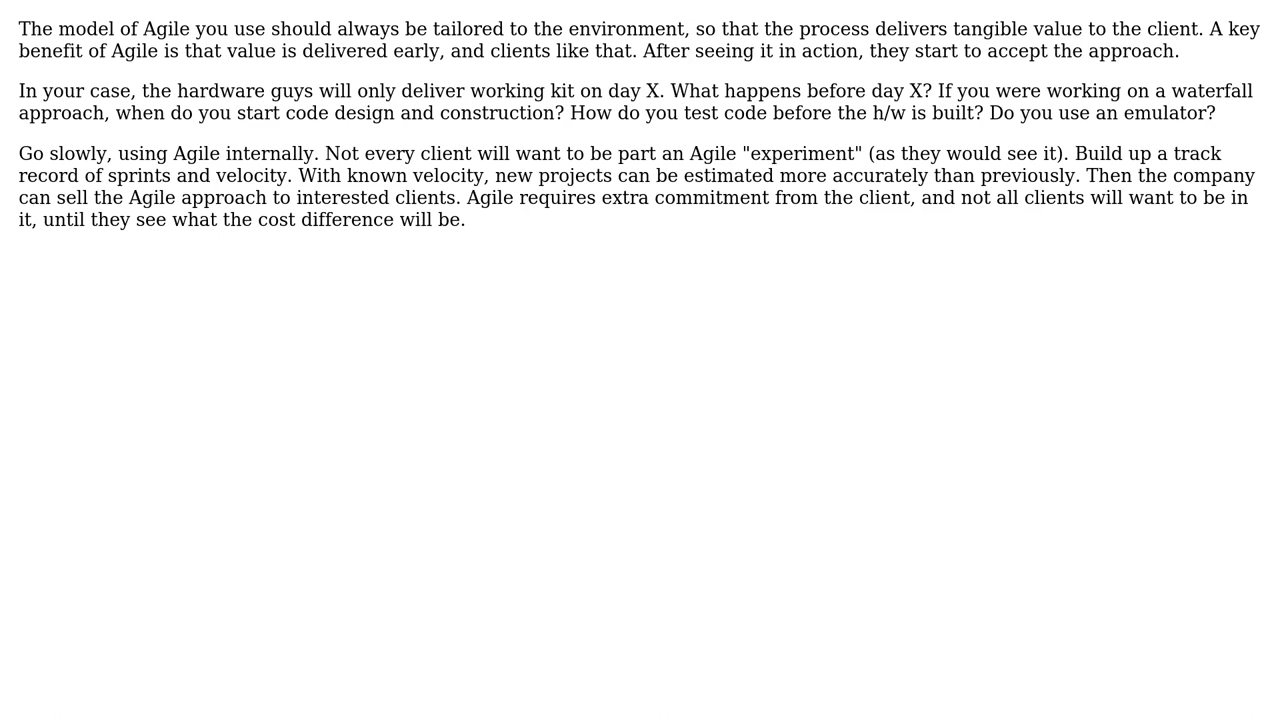 The model of Agile you use should always be tailored to the environment, so that the process delivers tangible value to the client. A key
benefit of Agile is that value is delivered early, and clients like that. After seeing it in action, they start to accept the approach.
In your case, the hardware guys will only deliver working kit on day X. What happens before day X? If you were working on a waterfall
approach, when do you start code design and construction? How do you test code before the h/w is built? Do you use an emulator?
Go slowly, using Agile internally. Not every client will want to be part an Agile "experiment" (as they would see it). Build up a track
record of sprints and velocity. With known velocity, new projects can be estimated more accurately than previously. Then the company
can sell the Agile approach to interested clients. Agile requires extra commitment from the client, and not all clients will want to be in
it, until they see what the cost difference will be.